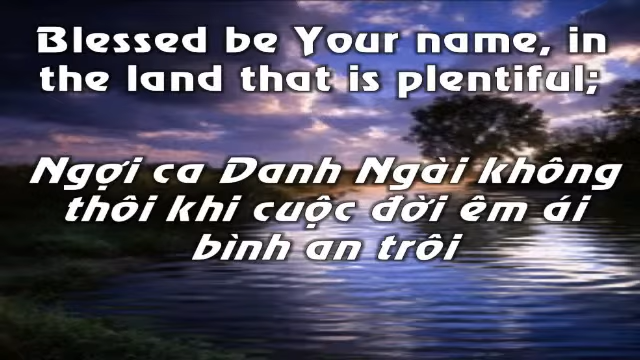 Blessed be Your name, in
the land that is plentiful;
Ngợi ca Danh Ngài không
thôi khi cuộc đời êm ái
bình an trôi